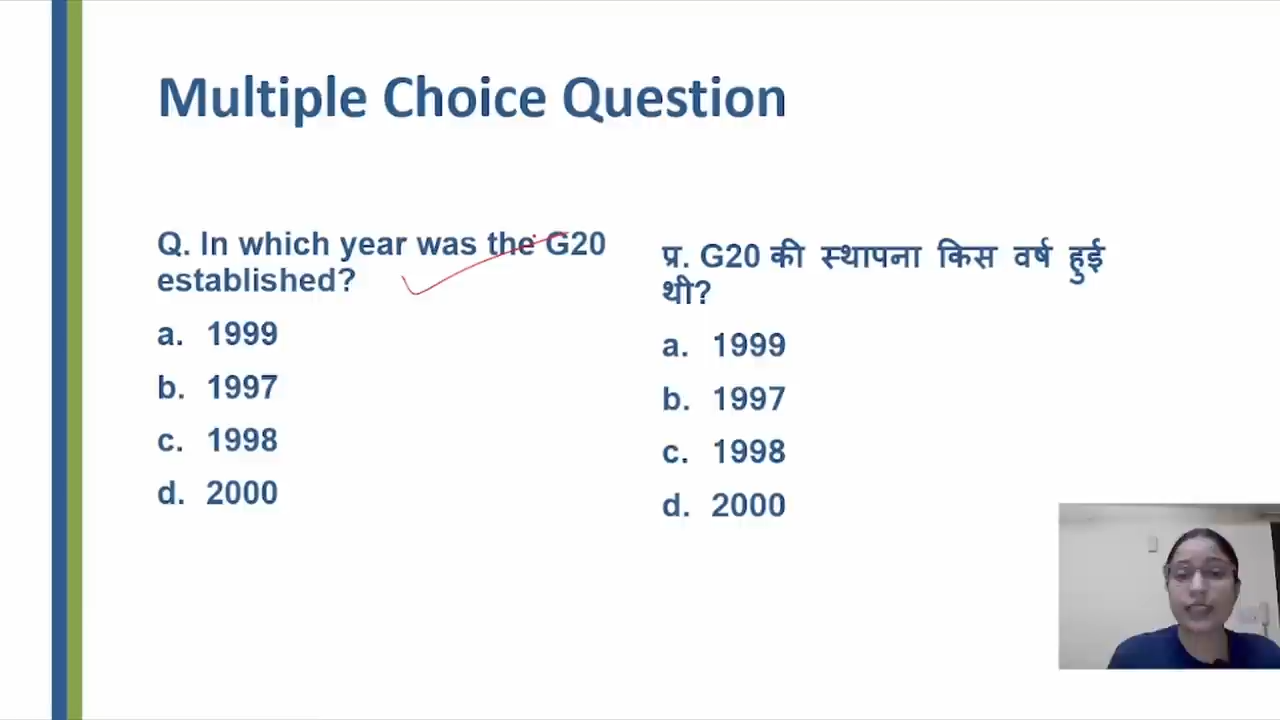 Multiple Choice Question
Q. In which year was the G20
established?
a. 1999
b. 1997
c. 1998
d. 2000
प्र. G20 की स्थापना किस वर्ष हुई
थी?
a. 1999
b. 1997
c. 1998
d. 2000